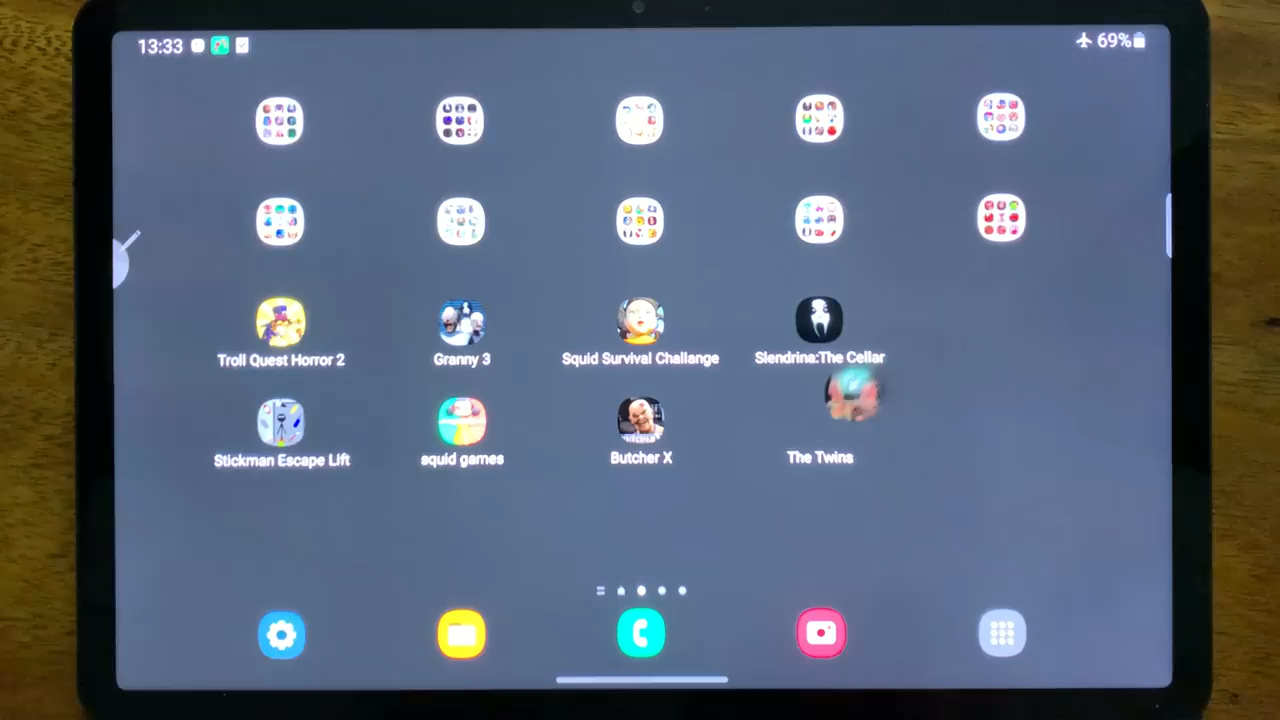 13:33
69%
Troll Quest Horror 2
Granny 3
Squid Survival Challange
Slendrina:The Cellar
Stickman Escape Lift
squid games
Butcher X
The Twins